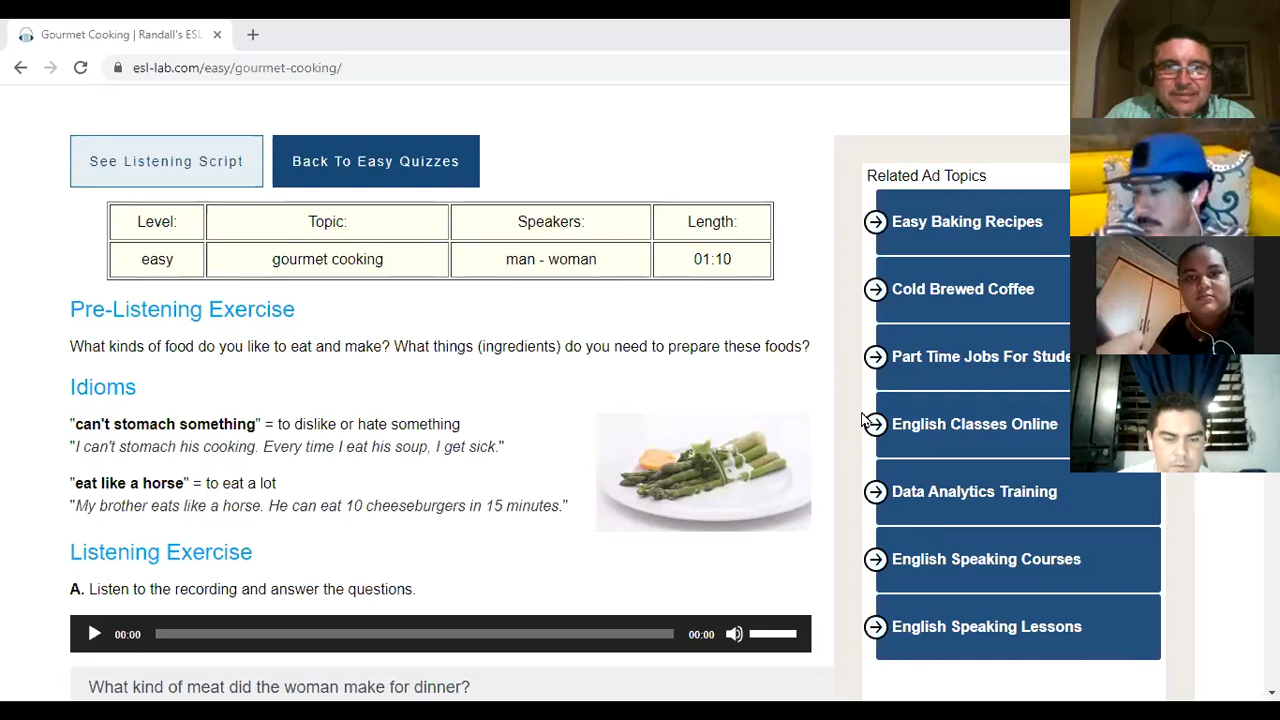 Gourmet Cooking | Randall's ESL
esl-lab.com/easy/gourmet-cooking/
See Listening Script
Back To Easy Quizzes
Level: Topic: Speakers: Length:
easy gourmet cooking man - woman 01:10
Pre-Listening Exercise
What kinds of food do you like to eat and make? What things (ingredients) do you need to prepare these foods?
Idioms
"can't stomach something" = to dislike or hate something
"I can't stomach his cooking. Every time I eat his soup, I get sick."
"eat like a horse" = to eat a lot
"My brother eats like a horse. He can eat 10 cheeseburgers in 15 minutes."
Listening Exercise
A. Listen to the recording and answer the questions.
00:00 00:00
What kind of meat did the woman make for dinner?
Related Ad Topics
Easy Baking Recipes
Cold Brewed Coffee
Part Time Jobs For Stude
English Classes Online
Data Analytics Training
English Speaking Courses
English Speaking Lessons